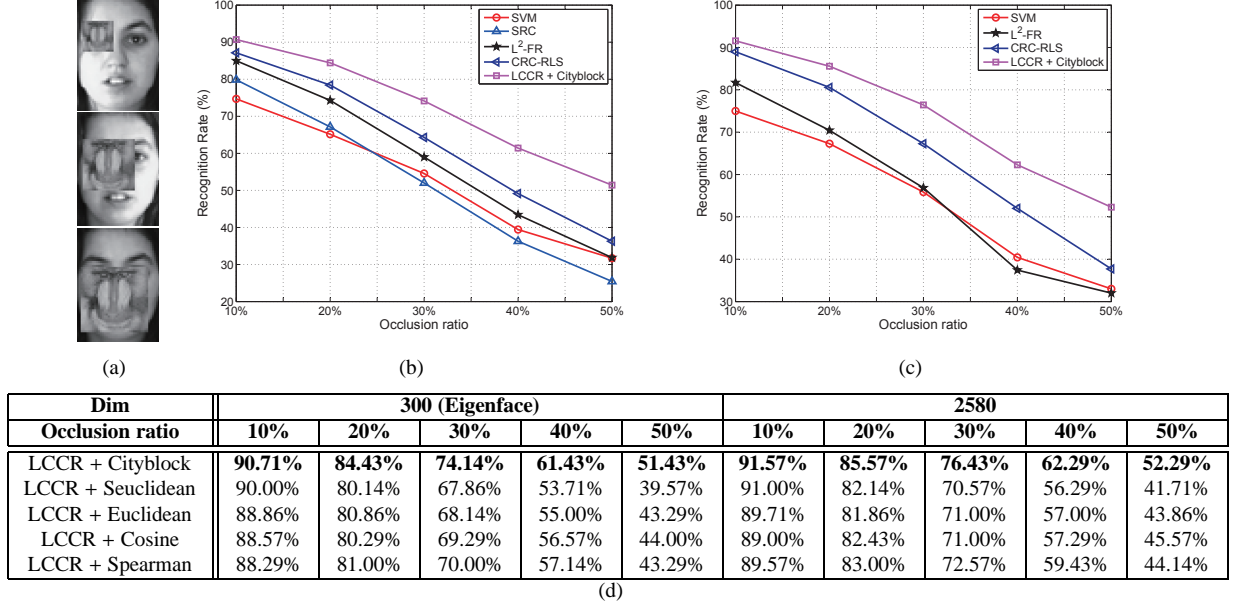 100
90
80
70
60
50
40
30
20
10% 20% 30% 40% 50%
Recognition Rate (%)
Occlusion ratio
SVM
SRC
L²-FR
CRC-RLS
LCCR + Cityblock
100
90
80
70
60
50
40
30
10% 20% 30% 40% 50%
Recognition Rate (%)
Occlusion ratio
SVM
L²-FR
CRC-RLS
LCCR + Cityblock
(a) (b) (c)
Dim 300 (Eigenface) 2580
Occlusion ratio 10% 20% 30% 40% 50% 10% 20% 30% 40% 50%
LCCR + Cityblock 90.71% 84.43% 74.14% 61.43% 51.43% 91.57% 85.57% 76.43% 62.29% 52.29%
LCCR + Seuclidean 90.00% 80.14% 67.86% 53.71% 39.57% 91.00% 82.14% 70.57% 56.29% 41.71%
LCCR + Euclidean 88.86% 80.86% 68.14% 55.00% 43.29% 89.71% 81.86% 71.00% 57.00% 43.86%
LCCR + Cosine 88.57% 80.29% 69.29% 56.57% 44.00% 89.00% 82.43% 71.00% 57.29% 45.57%
LCCR + Spearman 88.29% 81.00% 70.00% 57.14% 43.29% 89.57% 83.00% 72.57% 59.43% 44.14%
(d)